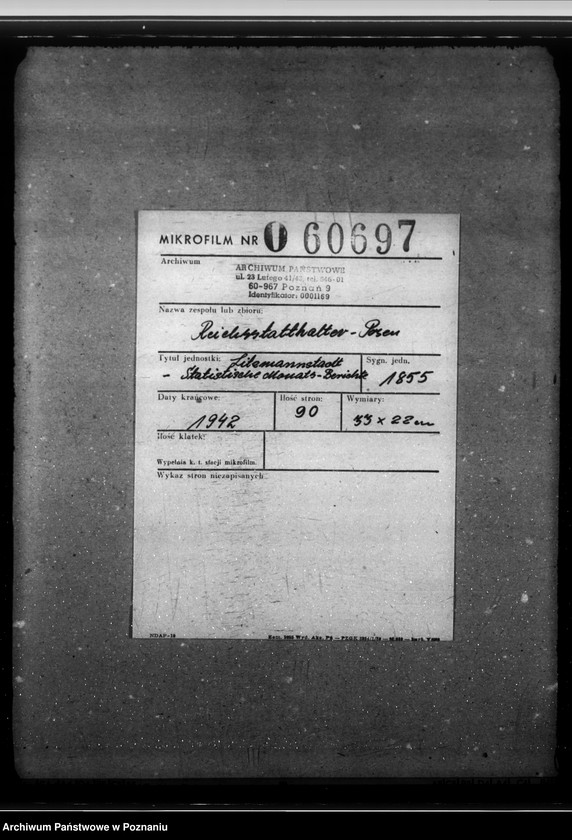 MIKROFILM NR 0 60697
Archiwum
ARCHIWUM PAŃSTWOWE
ul. 23 Lutego 41/43, tel. 546-01
60-967 Poznań 9
Identyfikator: 0001169
Nazwa zespołu lub zbioru:
Reichsstatthalter - Posen
Tytuł jednostki: Litzmannstadt
- Statistische Monats-Berichte
Sygn. jedn.
1855
Daty krańcowe:
1942
Ilość stron:
90
Wymiary:
33 x 22 cm
Ilość klatek:
Wypełnia k. t. stacji mikrofilm.
Wykaz stron niezapisanych
NDAP-18
Archiwum Państwowe w Poznaniu